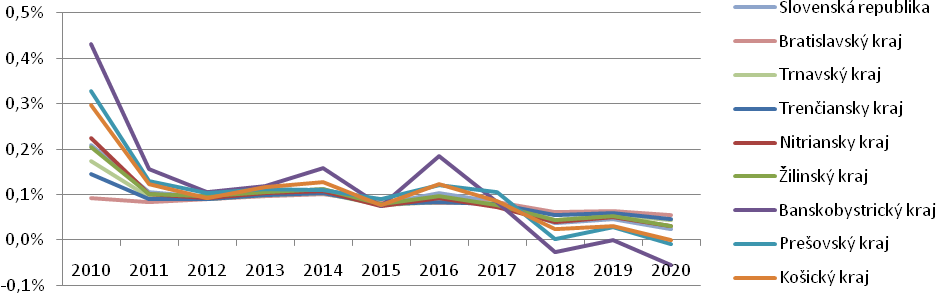 0,5%
0,4%
0,3%
0,2%
0,1%
0,0%
-0,1%
2010 2011 2012 2013 2014 2015 2016 2017 2018 2019 2020
Slovenská republika
Bratislavský kraj
Trnavský kraj
Trenčiansky kraj
Nitriansky kraj
Žilinský kraj
Banskobystrický kraj
Prešovský kraj
Košický kraj